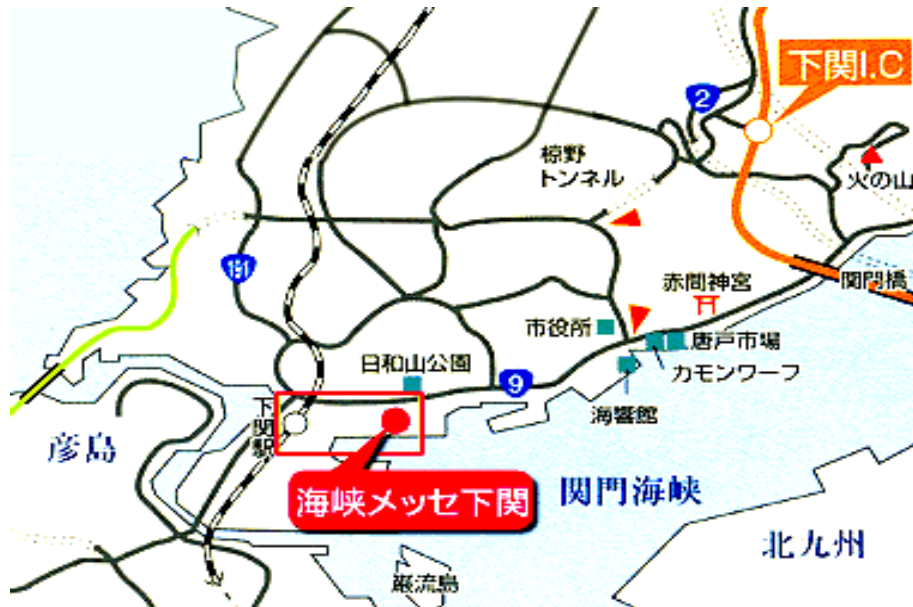 下関I.C
2
椋野
トンネル
火の山
191
関門橋
赤間神宮
市役所
唐戸市場
カモンワーフ
日和山公園
9
海響館
下関駅
彦島
海峡メッセ下関
関門海峡
北九州
巌流島